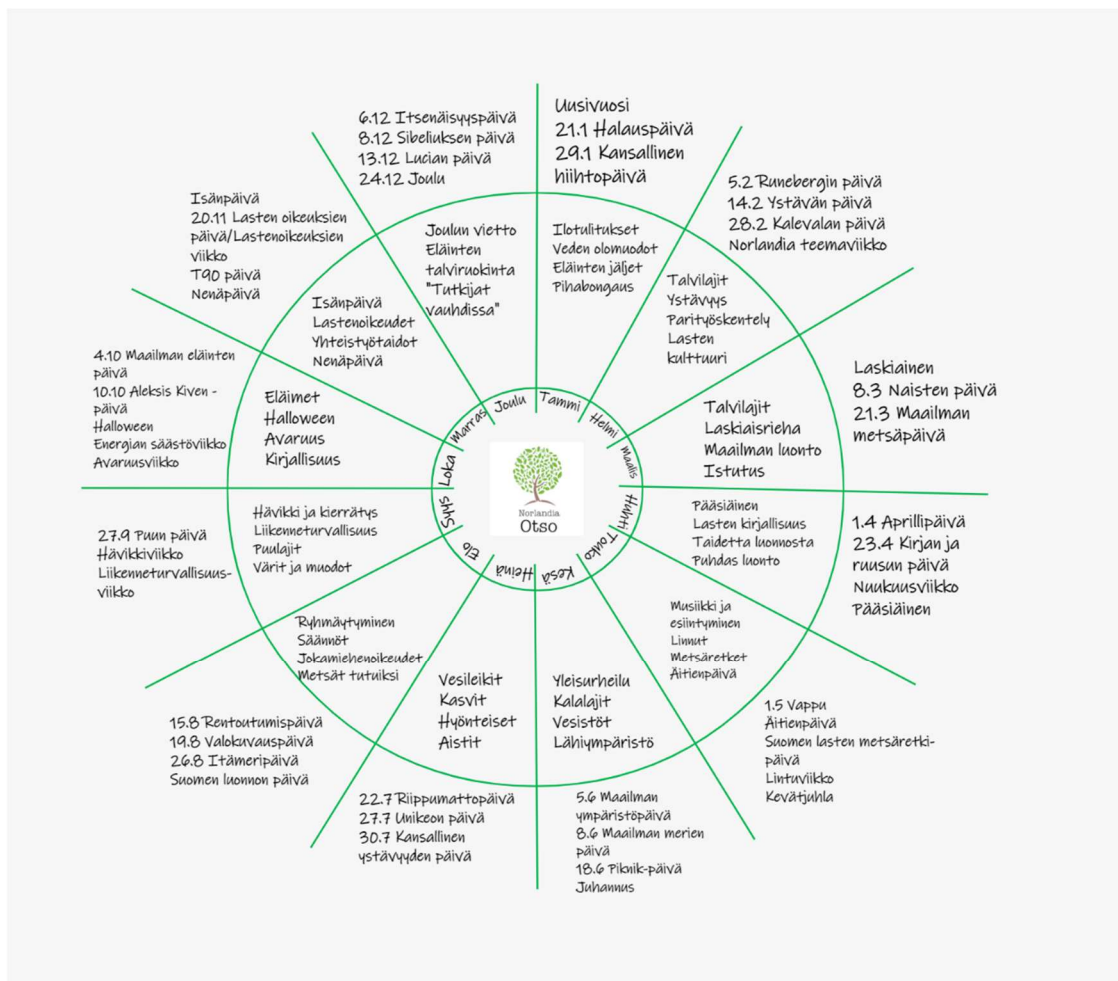 Uusivuosi
21.1 Halauspäivä
29.1 Kansallinen
hiihtopäivä
Ilotulitukset
Veden olomuodot
Eläinten jäljet
Pihabongaus
Tammi
5.2 Runebergin päivä
14.2 Ystävän päivä
28.2 Kalevalan päivä
Norlandia teemaviikko
Talvilajit
Ystävyys
Parityöskentely
Lasten
kulttuuri
Helmi
Laskiainen
8.3 Naisten päivä
21.3 Maailman
metsäpäivä
Talvilajit
Laskiaisrieha
Maailman luonto
Istutus
Maalis
1.4 Aprillipäivä
23.4 Kirjan ja
ruusun päivä
Nuukuusviikko
Pääsiäinen
Pääsiäinen
Lasten kirjallisuus
Taidetta luonnosta
Puhdas luonto
Huhti
1.5 Vappu
Äitienpäivä
Suomen lasten metsäretki-
päivä
Lintuviikko
Kevätjuhla
Musiikki ja
esiintyminen
Linnut
Metsäretket
Äitienpäivä
Touko
5.6 Maailman
ympäristöpäivä
8.6 Maailman merien
päivä
18.6 Piknik-päivä
Juhannus
Yleisurheilu
Kalalajit
Vesistöt
Lähiympäristö
Kesä
22.7 Riippumattopäivä
27.7 Unikeon päivä
30.7 Kansallinen
ystävyyden päivä
Vesileikit
Kasvit
Hyönteiset
Aistit
Heinä
15.8 Rentoutumispäivä
19.8 Valokuvauspäivä
26.8 Itämeripäivä
Suomen luonnon päivä
Ryhmäytyminen
Säännöt
Jokamiehenoikeudet
Metsät tutuiksi
Elo
27.9 Puun päivä
Hävikkiviikko
Liikenneturvallisuus-
viikko
Hävikki ja kierrätys
Liikenneturvallisuus
Puulajit
Värit ja muodot
Syys
4.10 Maailman eläinten
päivä
10.10 Aleksis Kiven -
päivä
Halloween
Energian säästöviikko
Avaruusviikko
Eläimet
Halloween
Avaruus
Kirjallisuus
Loka
Isänpäivä
20.11 Lasten oikeuksien
päivä/Lastenoikeuksien
viikko
T90 päivä
Nenäpäivä
Isänpäivä
Lastenoikeudet
Yhteistyötaidot
Nenäpäivä
Marras
6.12 Itsenäisyyspäivä
8.12 Sibeliuksen päivä
13.12 Lucian päivä
24.12 Joulu
Joulun vietto
Eläinten
talviruokinta
"Tutkijat
vauhdissa"
Joulu
Norlandia
Otso